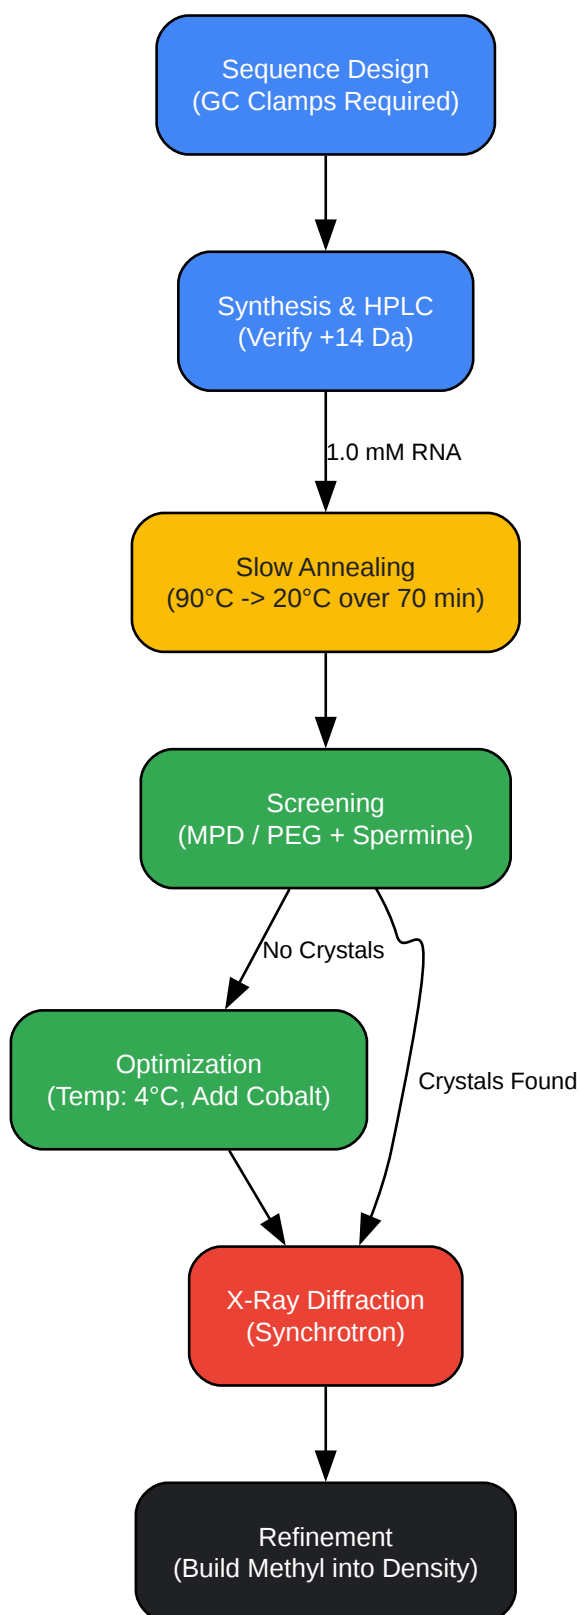 Sequence Design
(GC Clamps Required)
Synthesis & HPLC
(Verify +14 Da)
1.0 mM RNA
Slow Annealing
(90°C -> 20°C over 70 min)
Screening
(MPD / PEG + Spermine)
No Crystals
Optimization
(Temp: 4°C, Add Cobalt)
Crystals Found
X-Ray Diffraction
(Synchrotron)
Refinement
(Build Methyl into Density)